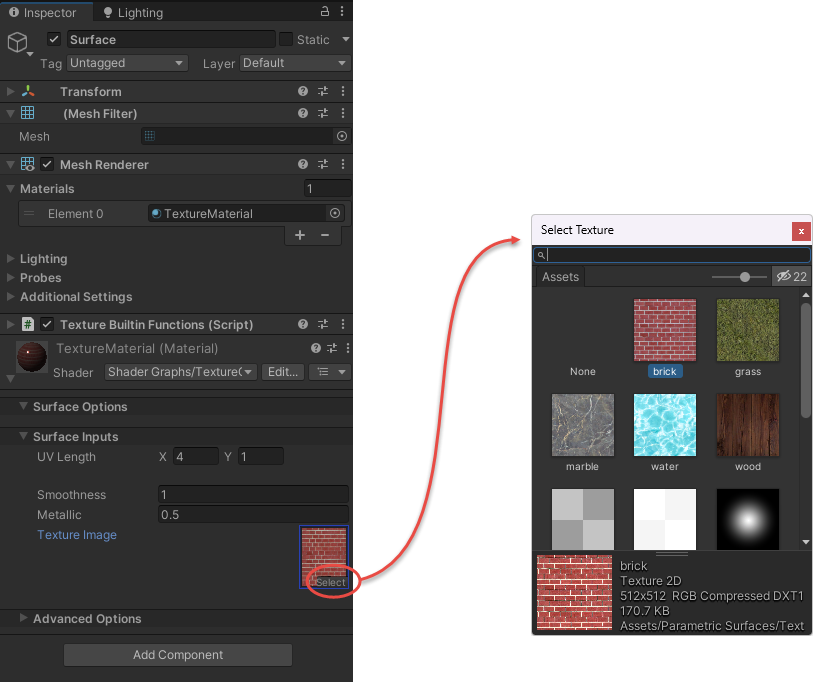 Inspector
Lighting
Surface
Static
Tag Untagged
Layer Default
Transform
(Mesh Filter)
Mesh
Mesh Renderer
Materials 1
Element 0 TextureMaterial
+ −
Lighting
Probes
Additional Settings
# Texture Builtin Functions (Script)
TextureMaterial (Material)
Shader Shader Graphs/Texture Edit...
Surface Options
Surface Inputs
UV Length X 4 Y 1
Smoothness 1
Metallic 0.5
Texture Image
Select
Advanced Options
Add Component
Select Texture
x
Assets
22
None
brick
grass
marble
water
wood
brick
Texture 2D
512x512 RGB Compressed DXT1
170.7 KB
Assets/Parametric Surfaces/Text